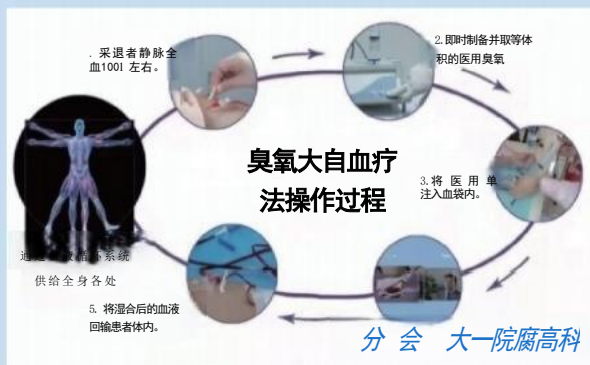 . 采退者静脉全
血100l 左右。
2.即时制备并取等体
积的医用臭氧
臭氧大自血疗
法操作过程
3.将 医 用 单
注入血袋内。
系统
供给全身各处
5. 将混合后的血液
回输患者体内。
分 会 大一院腐高科